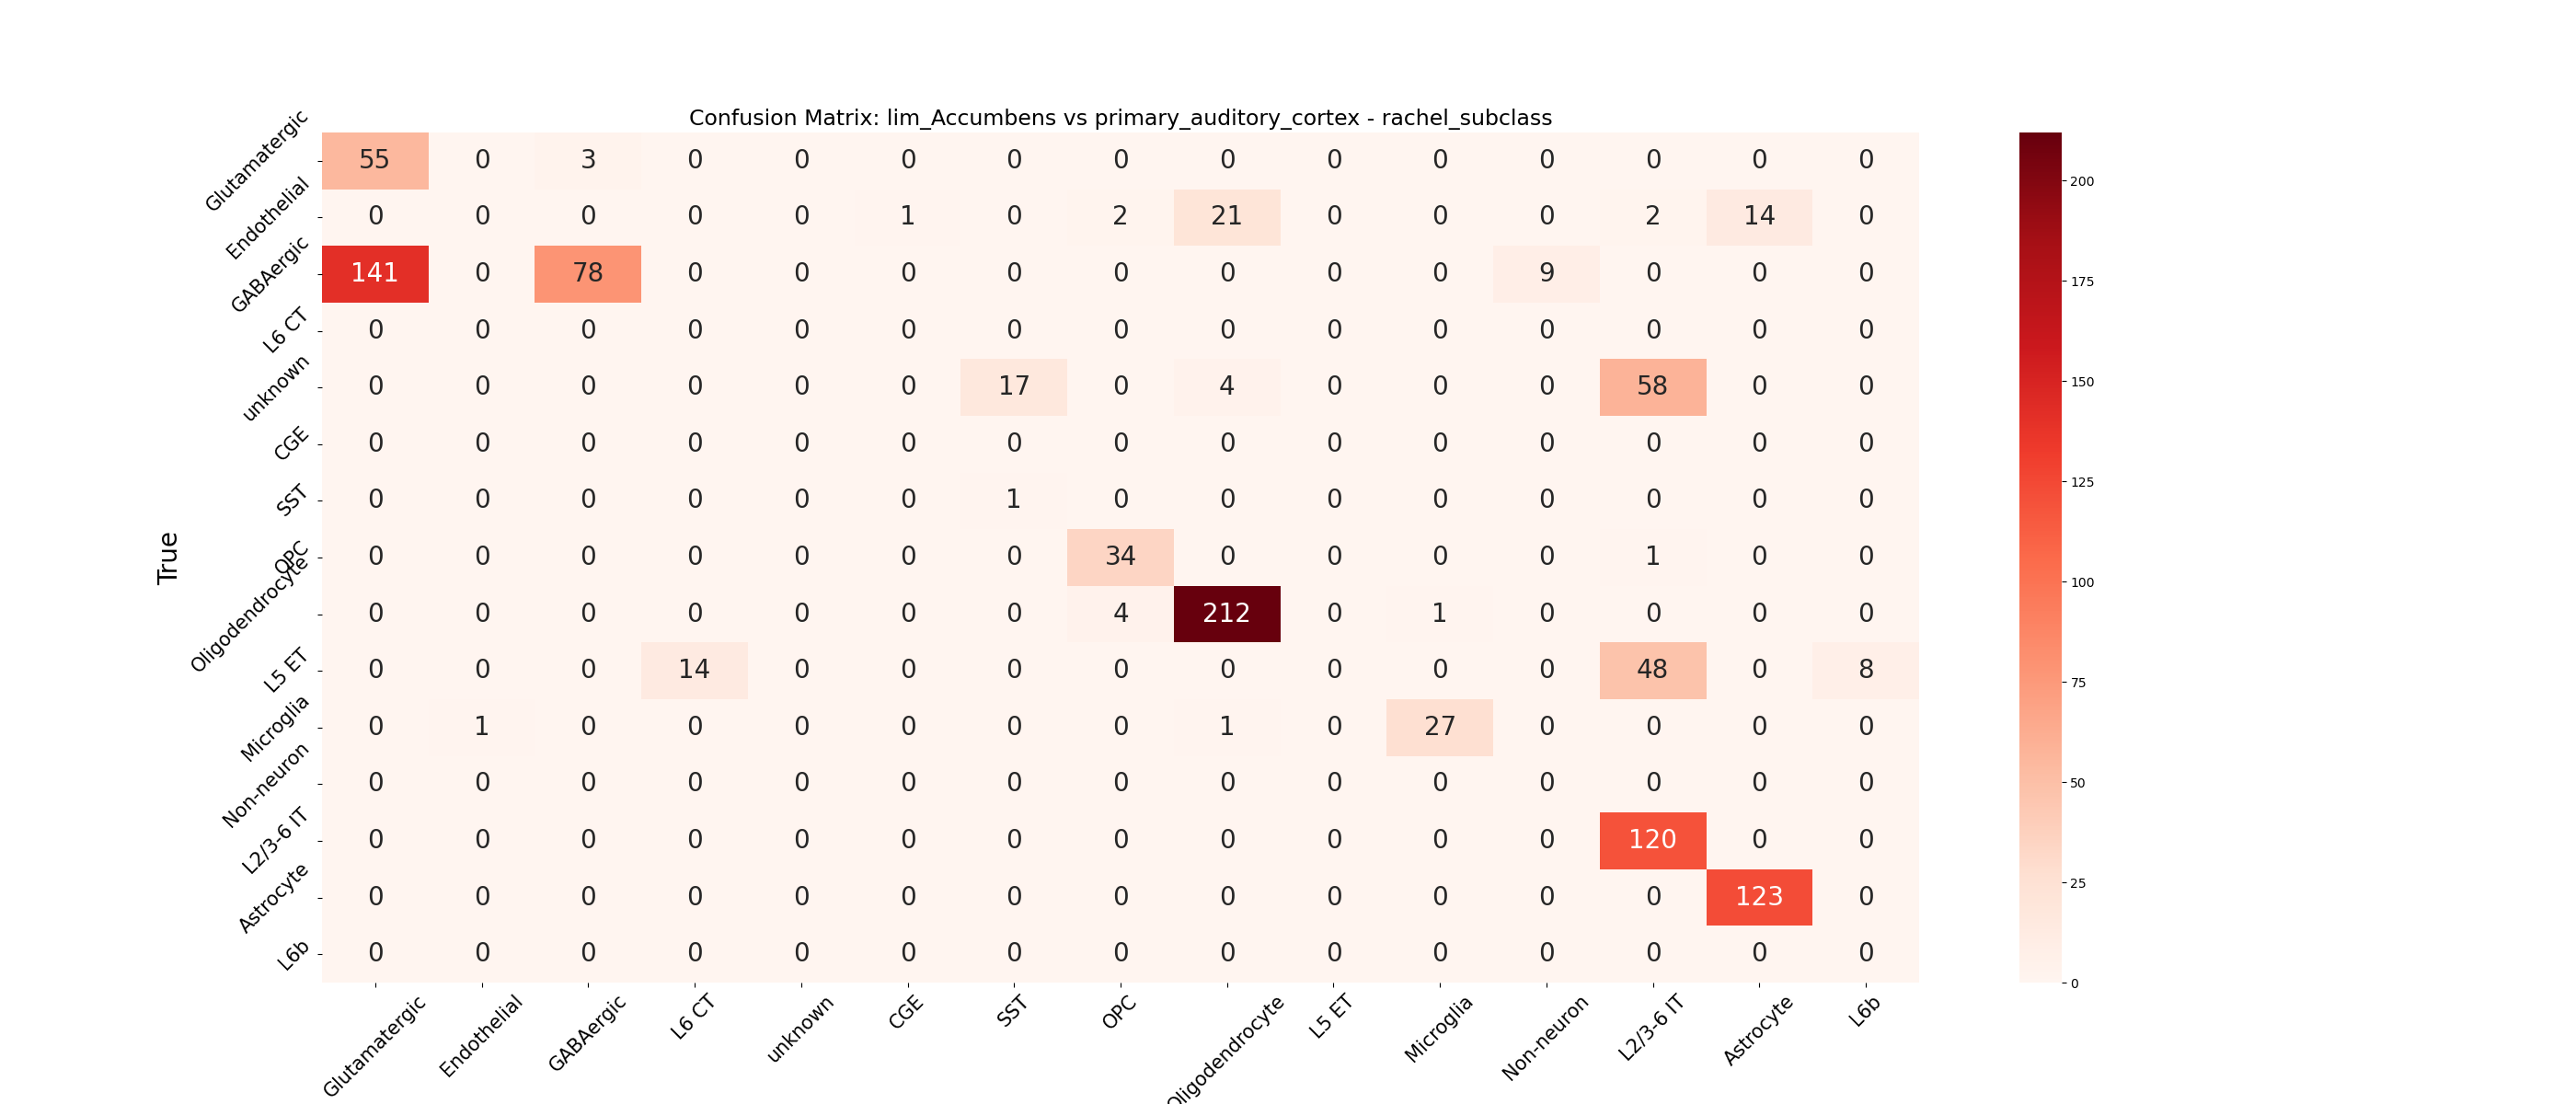 Confusion Matrix: lim_Accumbens vs primary_auditory_cortex - rachel_subclass
True
Glutamatergic 55 0 3 0 0 0 0 0 0 0 0 0 0 0 0
Endothelial 0 0 0 0 0 1 0 2 21 0 0 0 2 14 0
GABAergic 141 0 78 0 0 0 0 0 0 0 0 9 0 0 0
L6 CT 0 0 0 0 0 0 0 0 0 0 0 0 0 0 0
unknown 0 0 0 0 0 0 17 0 4 0 0 0 58 0 0
CGE 0 0 0 0 0 0 0 0 0 0 0 0 0 0 0
SST 0 0 0 0 0 0 1 0 0 0 0 0 0 0 0
OPC 0 0 0 0 0 0 0 34 0 0 0 0 1 0 0
Oligodendrocyte 0 0 0 0 0 0 0 4 212 0 1 0 0 0 0
L5 ET 0 0 0 14 0 0 0 0 0 0 0 0 48 0 8
Microglia 0 1 0 0 0 0 0 0 1 0 27 0 0 0 0
Non-neuron 0 0 0 0 0 0 0 0 0 0 0 0 0 0 0
L2/3-6 IT 0 0 0 0 0 0 0 0 0 0 0 0 120 0 0
Astrocyte 0 0 0 0 0 0 0 0 0 0 0 0 0 123 0
L6b 0 0 0 0 0 0 0 0 0 0 0 0 0 0 0
Glutamatergic Endothelial GABAergic L6 CT unknown CGE SST OPC Oligodendrocyte L5 ET Microglia Non-neuron L2/3-6 IT Astrocyte L6b
200
175
150
125
100
75
50
25
0